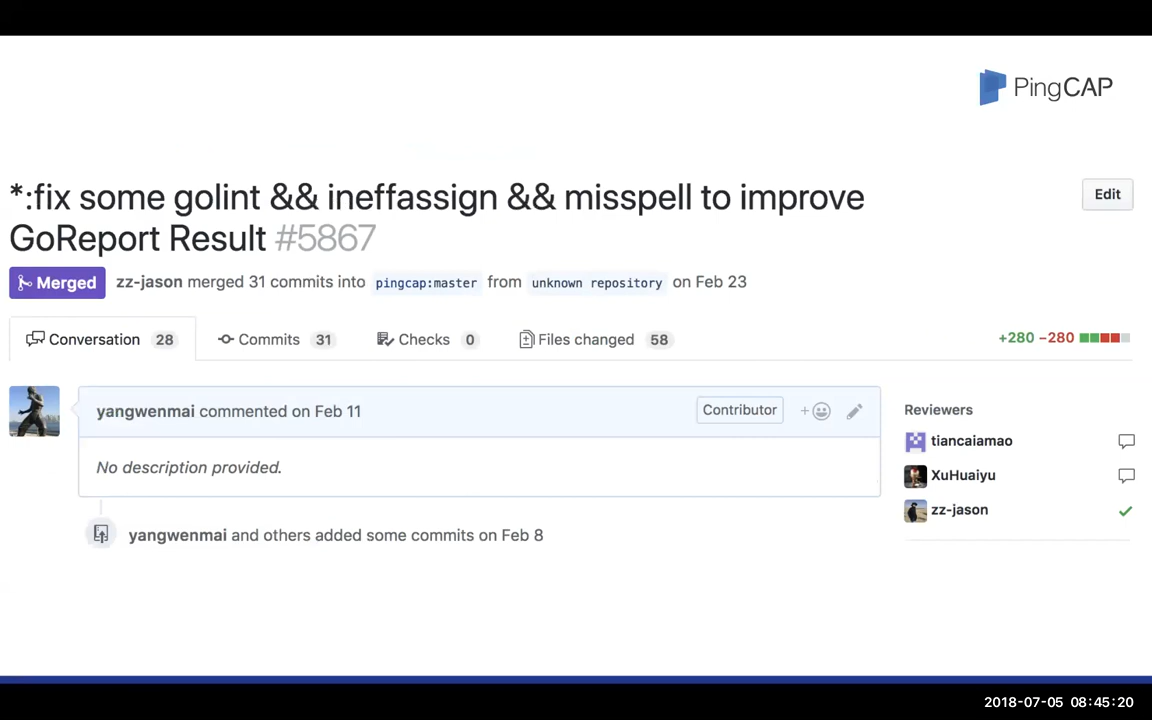 PingCAP
*:fix some golint && ineffassign && misspell to improve
GoReport Result #5867
Edit
Merged zz-jason merged 31 commits into pingcap:master from unknown repository on Feb 23
Conversation 28 Commits 31 Checks 0 Files changed 58 +280 −280
yangwenmai commented on Feb 11 Contributor +
No description provided.
yangwenmai and others added some commits on Feb 8
Reviewers
tiancaiamao
XuHuaiyu
zz-jason
2018-07-05 08:45:20